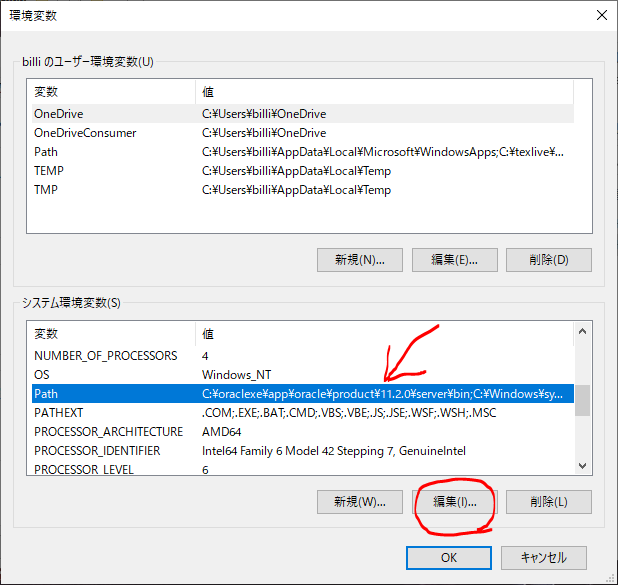 環境変数
billi のユーザー環境変数(U)
変数 値
OneDrive C:¥Users¥billi¥OneDrive
OneDriveConsumer C:¥Users¥billi¥OneDrive
Path C:¥Users¥billi¥AppData¥Local¥Microsoft¥WindowsApps;C:¥texlive¥...
TEMP C:¥Users¥billi¥AppData¥Local¥Temp
TMP C:¥Users¥billi¥AppData¥Local¥Temp
新規(N)... 編集(E)... 削除(D)
システム環境変数(S)
変数 値
NUMBER_OF_PROCESSORS 4
OS Windows_NT
Path C:¥oraclexe¥app¥oracle¥product¥11.2.0¥server¥bin;C:¥Windows¥sy...
PATHEXT .COM;.EXE;.BAT;.CMD;.VBS;.VBE;.JS;.JSE;.WSF;.WSH;.MSC
PROCESSOR_ARCHITECTURE AMD64
PROCESSOR_IDENTIFIER Intel64 Family 6 Model 42 Stepping 7, GenuineIntel
PROCESSOR_LEVEL 6
新規(W)... 編集(I)... 削除(L)
OK キャンセル